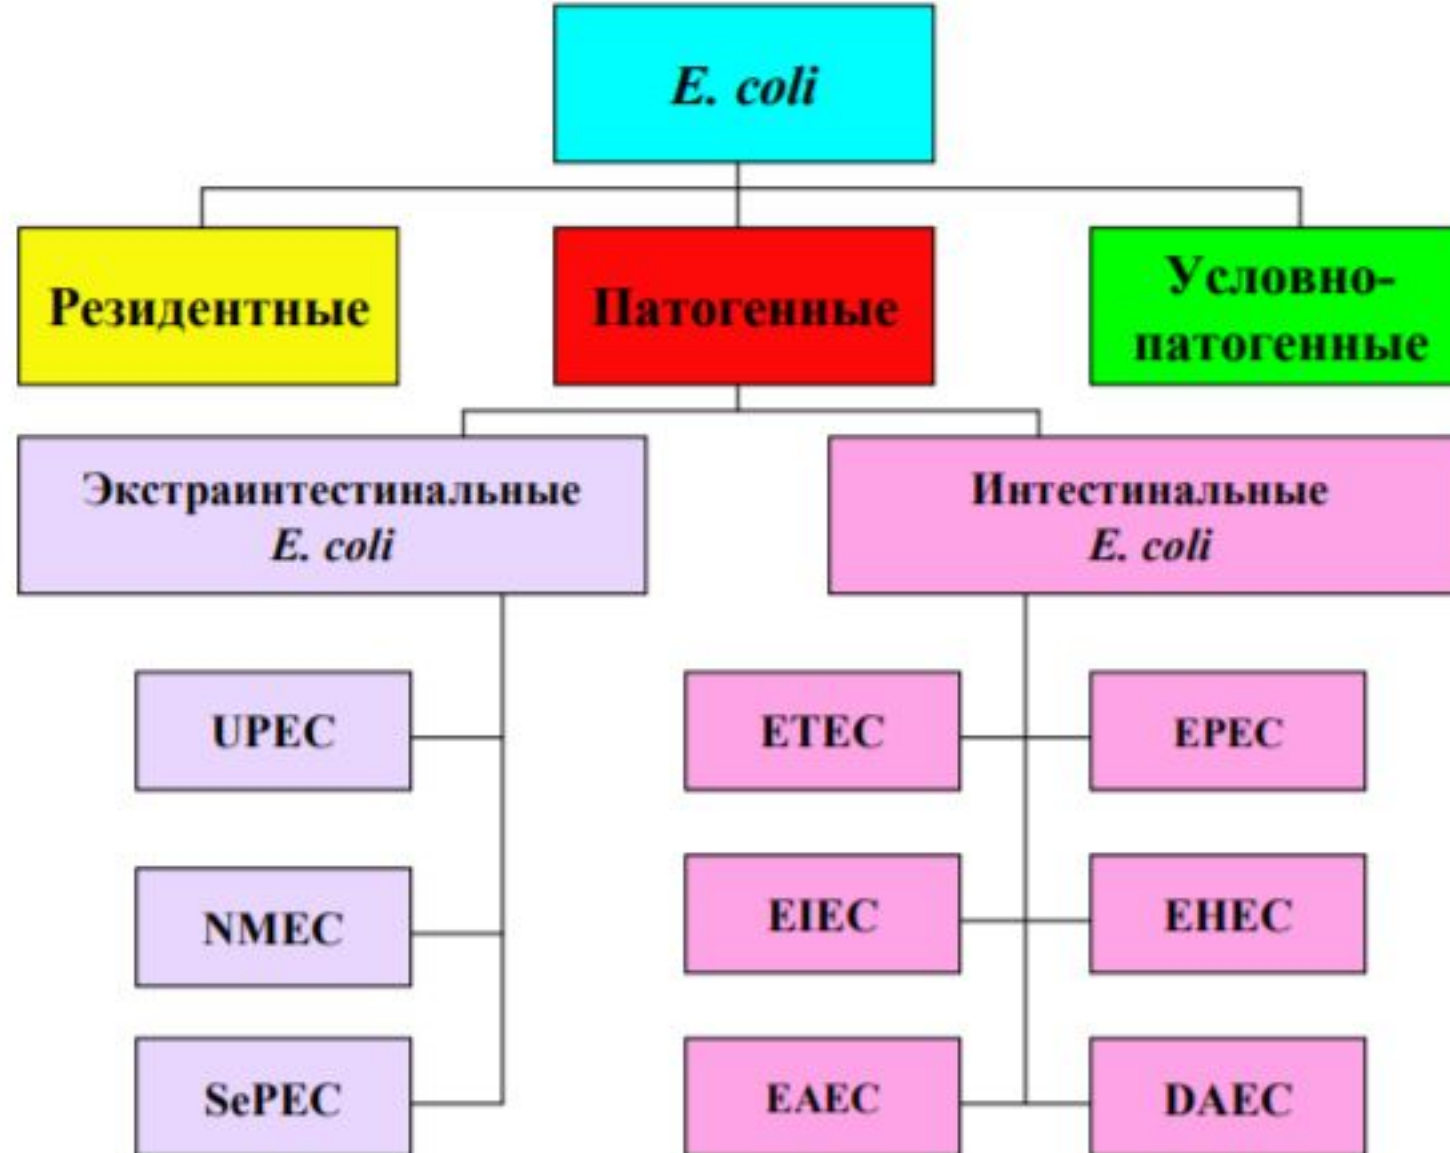 E. coli
Резидентные
Патогенные
Условно-
патогенные
Экстраинтестинальные
E. coli
Интестинальные
E. coli
UPEC
ETEC
EPEC
NMEC
EIEC
EHEC
SePEC
EAEC
DAEC